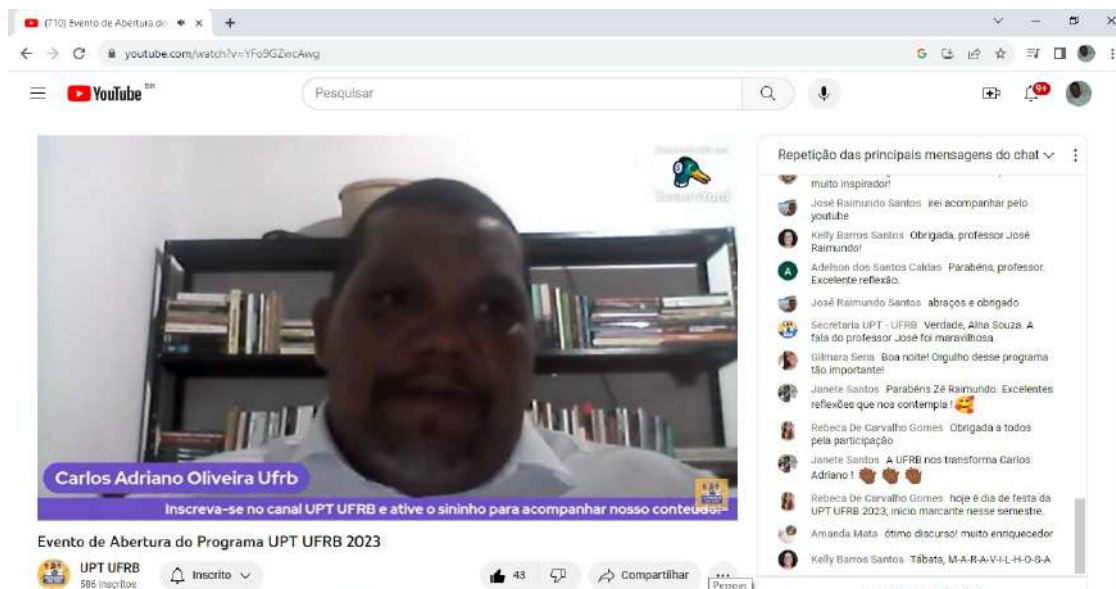 (710) Evento de Abertura do
youtube.com/watch?v=YFo9GZwcAwg
YouTube BR
Pesquisar
9+
Carlos Adriano Oliveira Ufrb
Inscreva-se no canal UPT UFRB e ative o sininho para acompanhar nosso conteúdo!
Evento de Abertura do Programa UPT UFRB 2023
UPT UFRB
586 inscritos
Inscrito
43
Compartilhar
Pessoas
Repetição das principais mensagens do chat
muito inspirador!
José Raimundo Santos irei acompanhar pelo
youtube
Kelly Barros Santos Obrigada, professor José
Raimundo!
Adelson dos Santos Caldas Parabéns, professor.
Excelente reflexão.
José Raimundo Santos abraços e obrigado
Secretaria UPT - UFRB Verdade, Alna Souza. A
fala do professor José foi maravilhosa
Gilmara Sena Boa noite! Orgulho desse programa
tão importante!
Janete Santos Parabéns Zé Raimundo. Excelentes
reflexões que nos contempla !
Rebeca De Carvalho Gomes Obrigada a todos
pela participação
Janete Santos A UFRB nos transforma Carlos
Adriano !
Rebeca De Carvalho Gomes hoje é dia de festa da
UPT UFRB 2023, inicio marcante nesse semestre.
Amanda Mata ótimo discurso! muito enriquecedor
Kelly Barros Santos Tábata, M-A-R-A-V-I-L-H-O-S-A